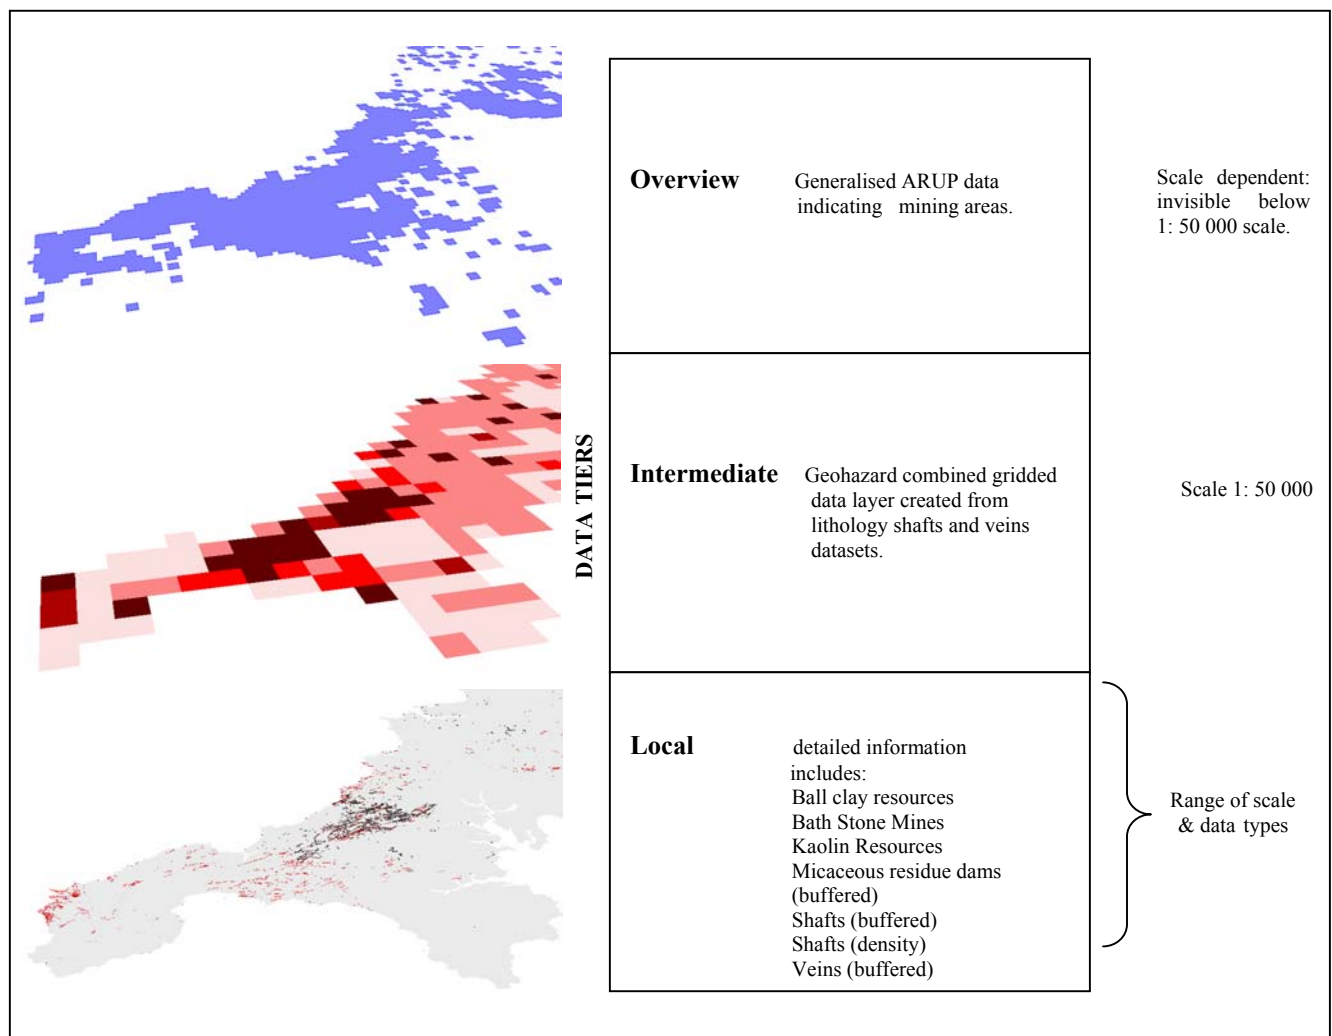 Overview
Generalised ARUP data
indicating mining areas.
Scale dependent:
invisible below
1: 50 000 scale.
DATA TIERS
Intermediate
Geohazard combined gridded
data layer created from
lithology shafts and veins
datasets.
Scale 1: 50 000
Local
detailed information
includes:
Ball clay resources
Bath Stone Mines
Kaolin Resources
Micaceous residue dams
(buffered)
Shafts (buffered)
Shafts (density)
Veins (buffered)
Range of scale
& data types